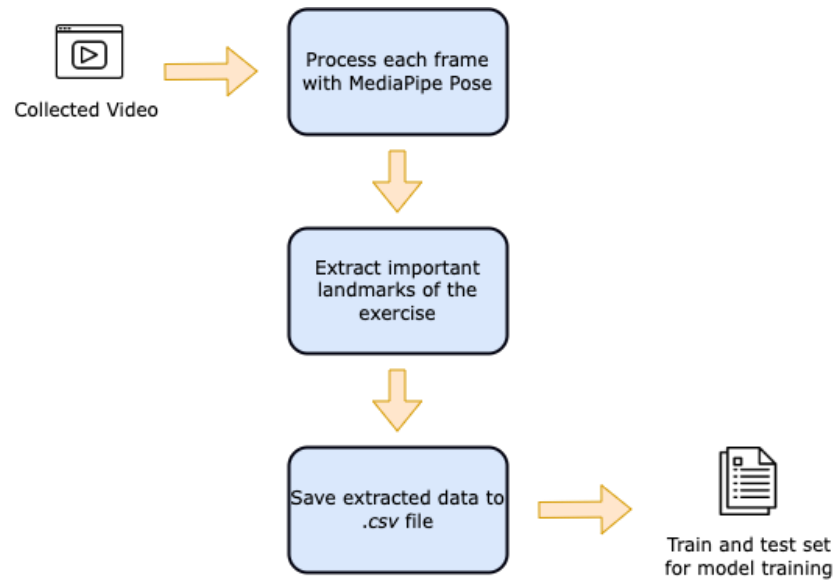 Collected Video
Process each frame
with MediaPipe Pose
Extract important
landmarks of the
exercise
Save extracted data to
.csv file
Train and test set
for model training